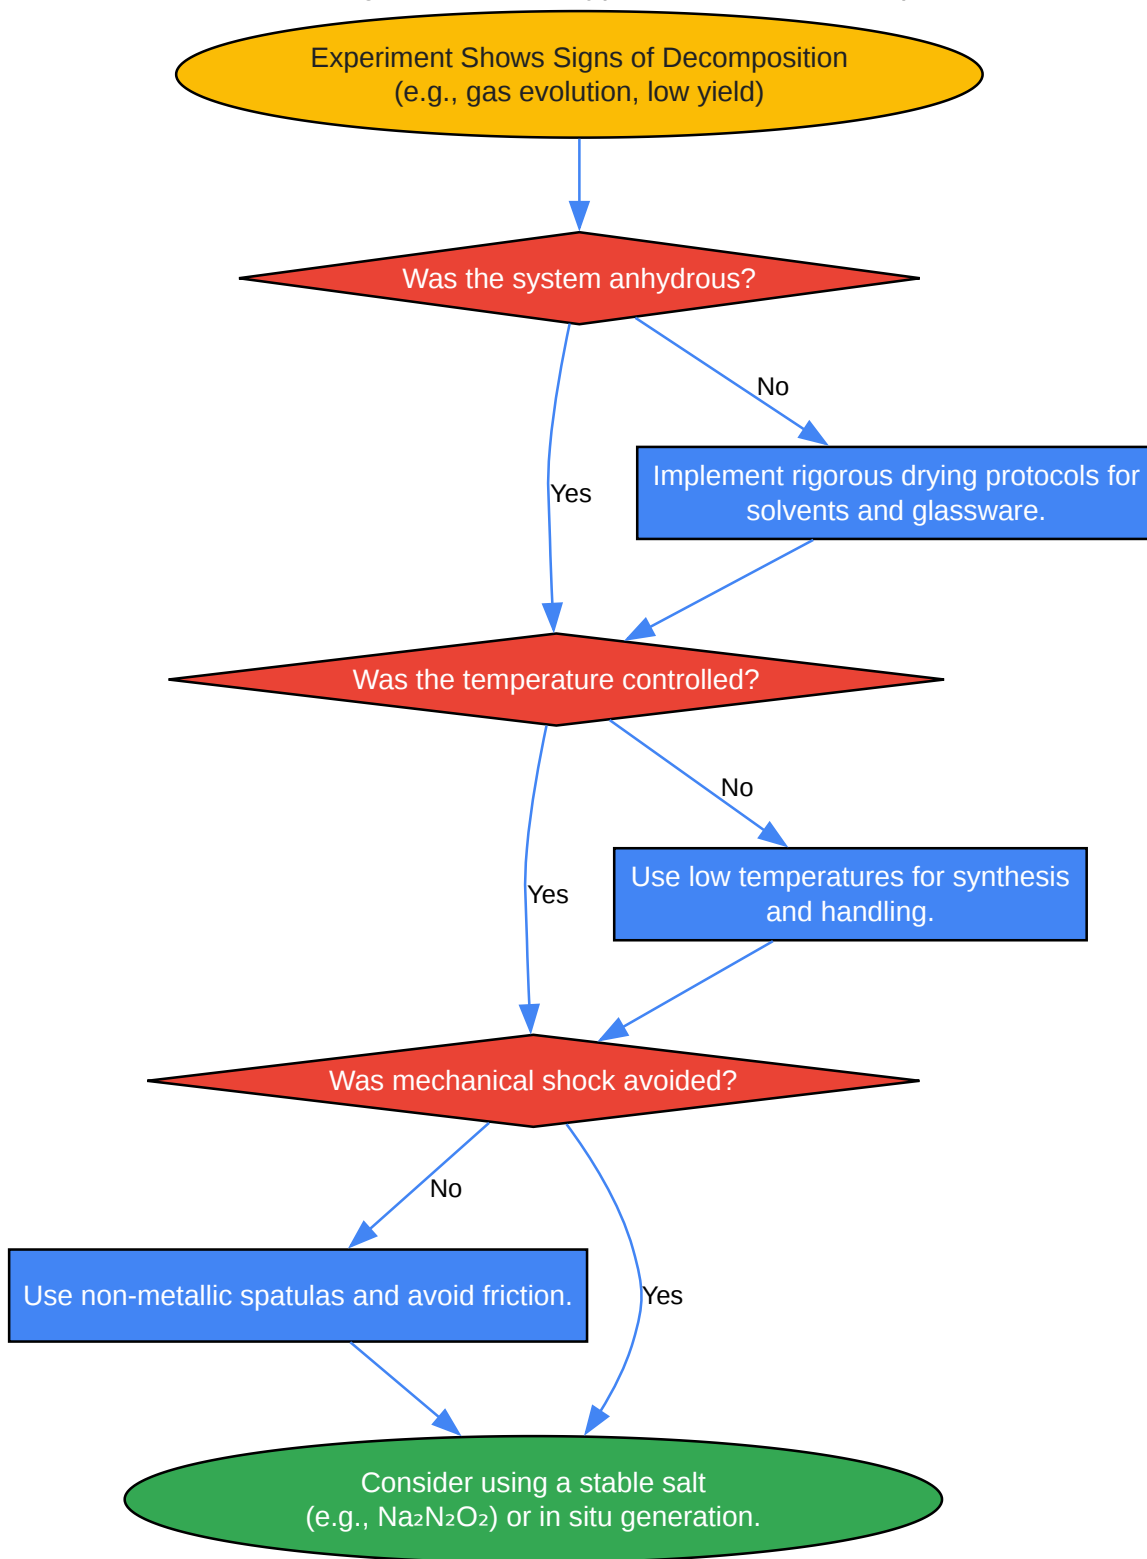 Experiment Shows Signs of Decomposition
(e.g., gas evolution, low yield)
Was the system anhydrous?
No
Implement rigorous drying protocols for
solvents and glassware.
Yes
Was the temperature controlled?
No
Use low temperatures for synthesis
and handling.
Yes
Was mechanical shock avoided?
No
Use non-metallic spatulas and avoid friction.
Yes
Consider using a stable salt
(e.g., Na₂N₂O₂) or in situ generation.